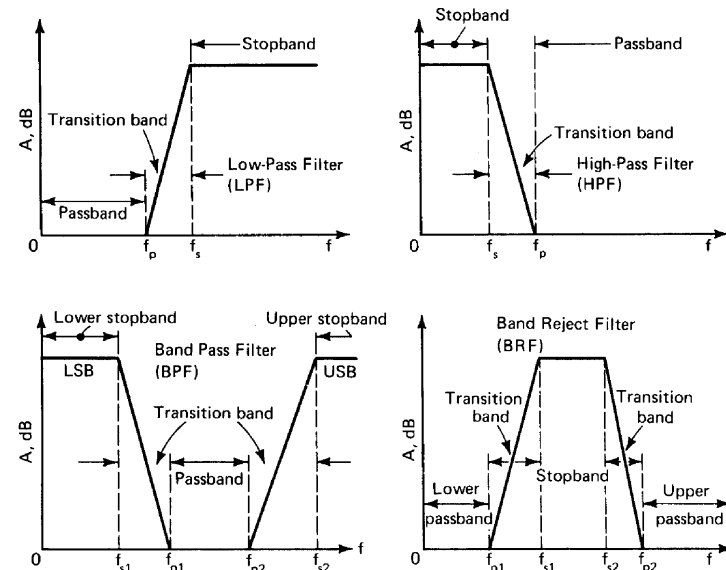 Stopband
A, dB
Transition band
Low-Pass Filter
(LPF)
Passband
0
fp
fs
f
Stopband
Passband
A, dB
Transition band
High-Pass Filter
(HPF)
0
fs
fp
f
Lower stopband
Upper stopband
Band Pass Filter
(BPF)
LSB
USB
A, dB
Transition band
Passband
0
fs1
fp1
fp2
fs2
f
Band Reject Filter
(BRF)
A, dB
Transition
band
Transition
band
Stopband
Lower
passband
Upper
passband
0
fp1
fs1
fs2
fp2
f